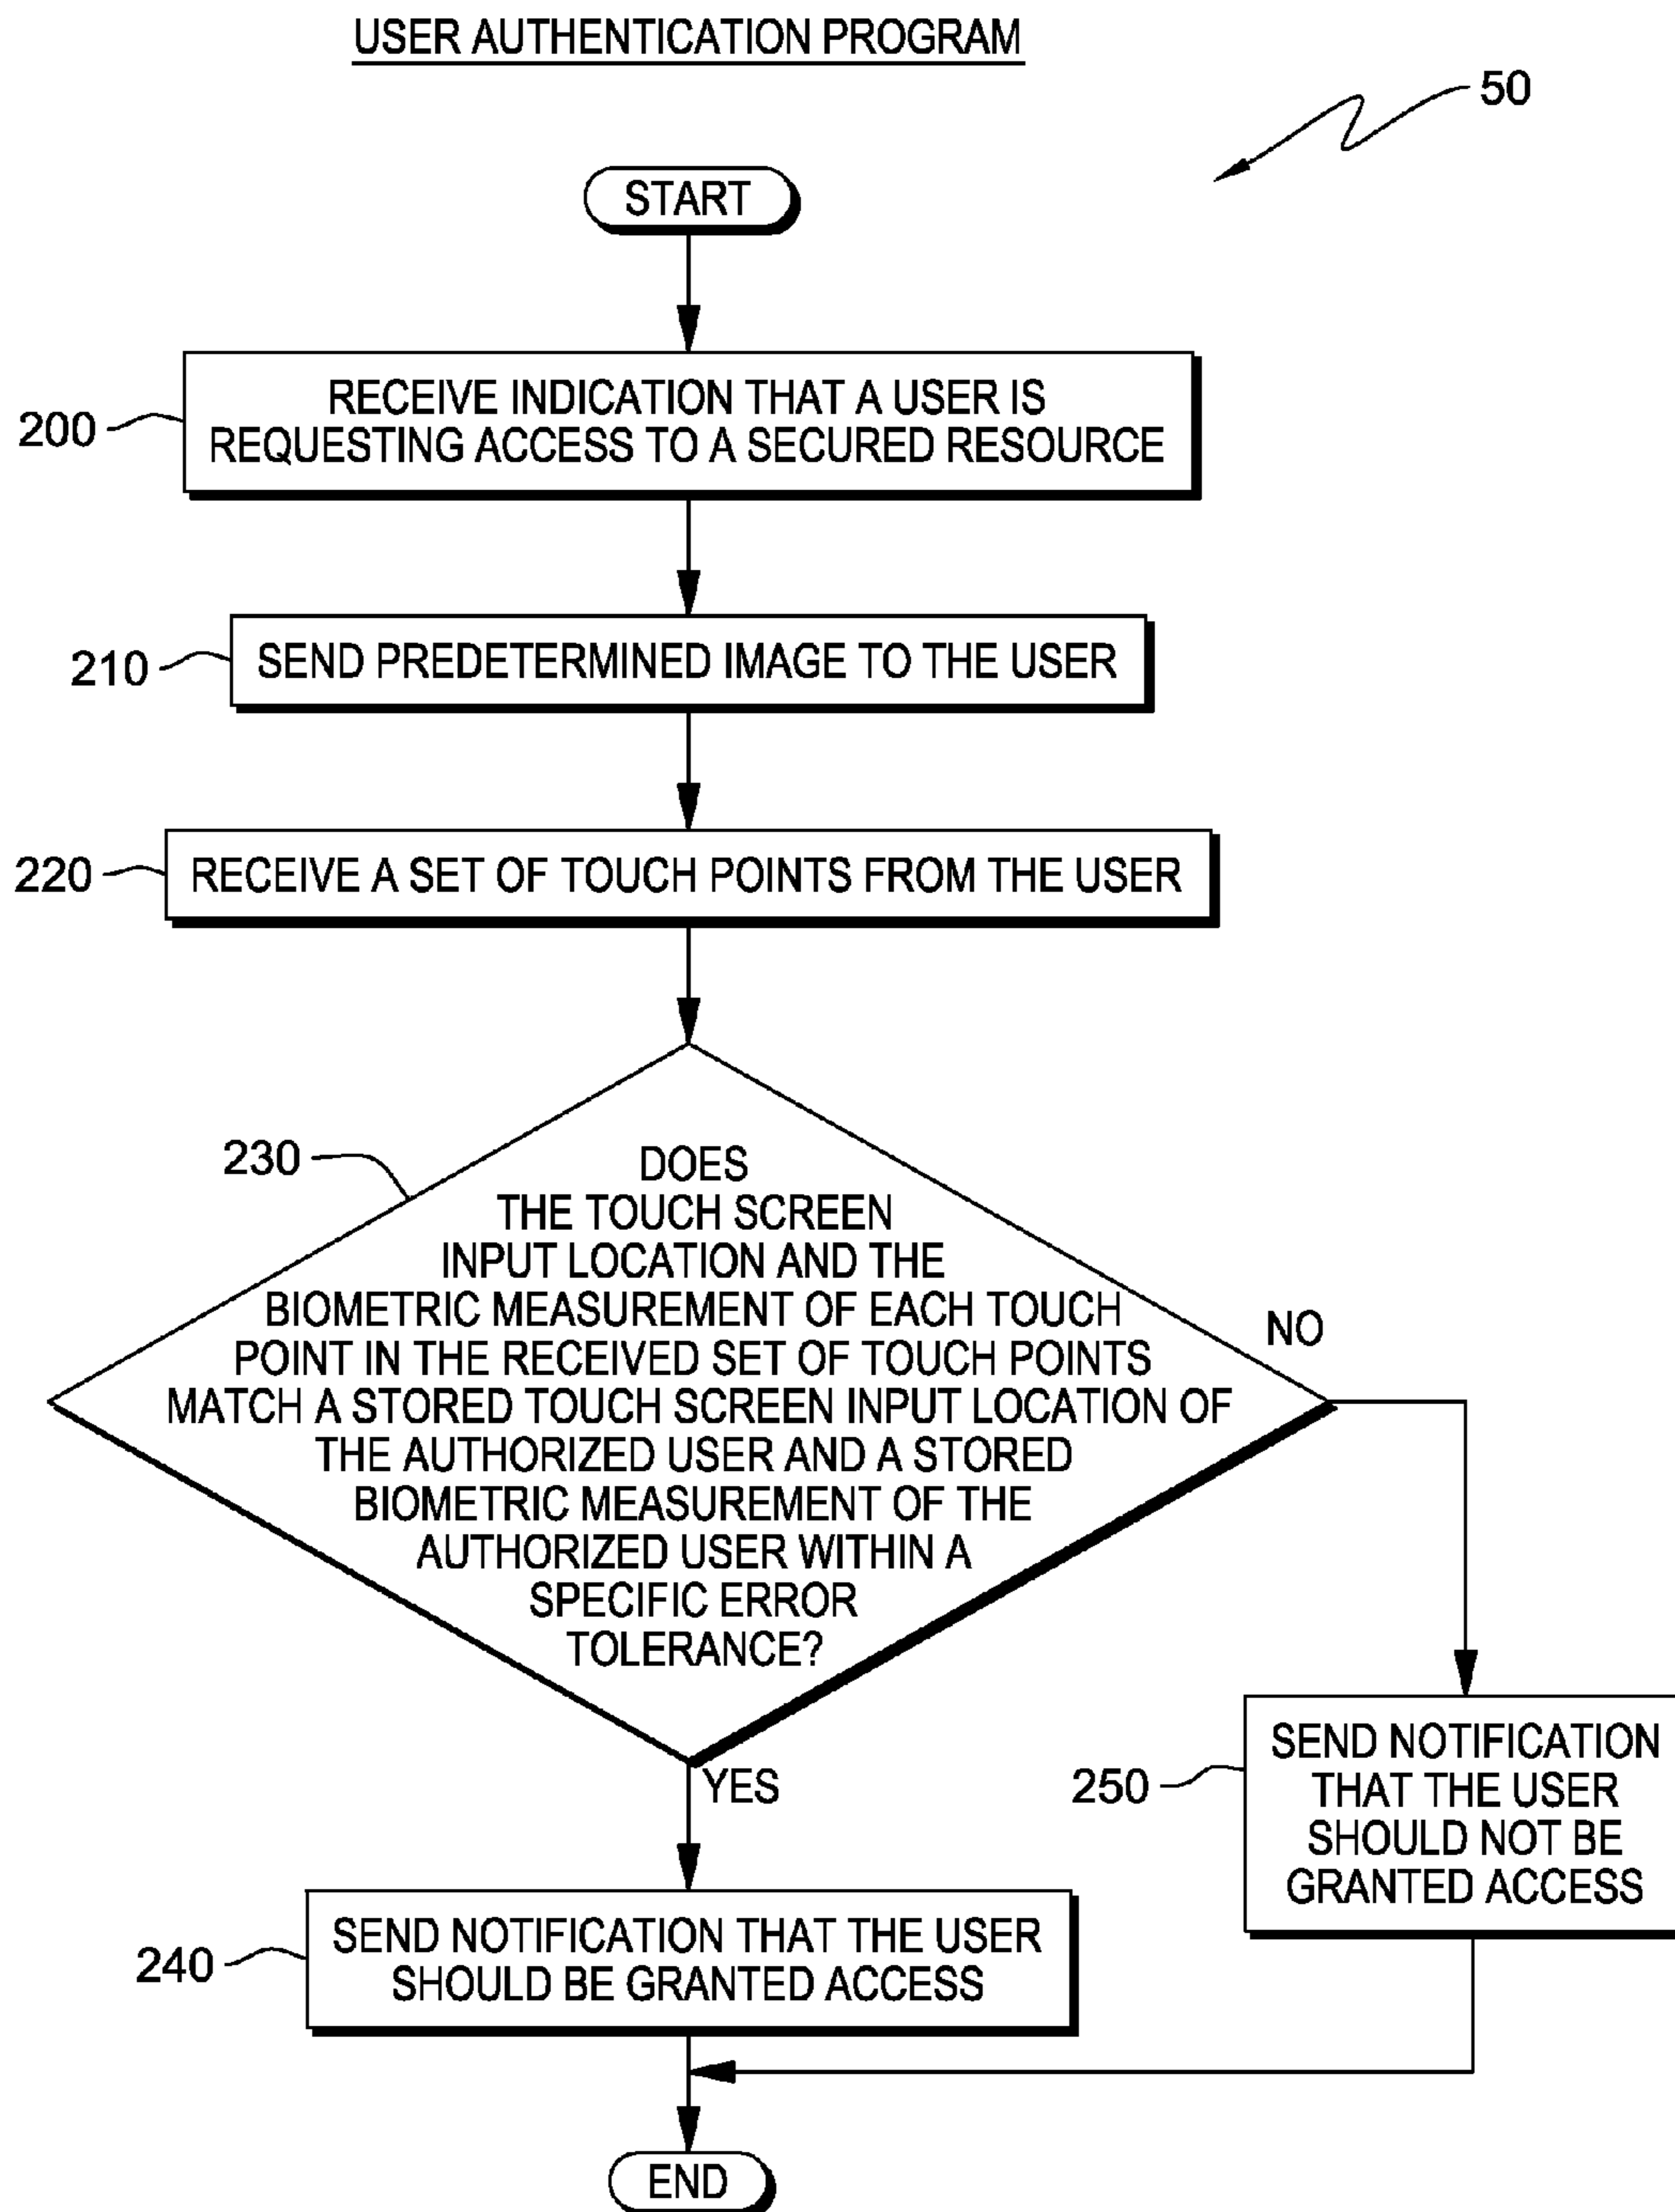 USER AUTHENTICATION PROGRAM
50
START
200
RECEIVE INDICATION THAT A USER IS
REQUESTING ACCESS TO A SECURED RESOURCE
210
SEND PREDETERMINED IMAGE TO THE USER
220
RECEIVE A SET OF TOUCH POINTS FROM THE USER
230
DOES
THE TOUCH SCREEN
INPUT LOCATION AND THE
BIOMETRIC MEASUREMENT OF EACH TOUCH
POINT IN THE RECEIVED SET OF TOUCH POINTS
MATCH A STORED TOUCH SCREEN INPUT LOCATION OF
THE AUTHORIZED USER AND A STORED
BIOMETRIC MEASUREMENT OF THE
AUTHORIZED USER WITHIN A
SPECIFIC ERROR
TOLERANCE?
NO
YES
250
SEND NOTIFICATION
THAT THE USER
SHOULD NOT BE
GRANTED ACCESS
240
SEND NOTIFICATION THAT THE USER
SHOULD BE GRANTED ACCESS
END